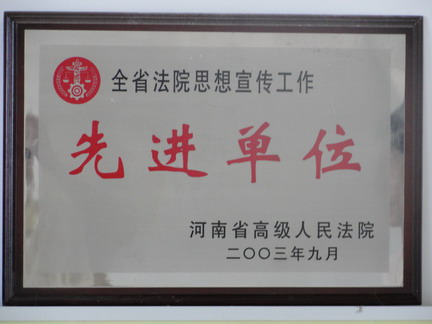 全省法院思想宣传工作
先进单位
河南省高级人民法院
二〇〇三年九月